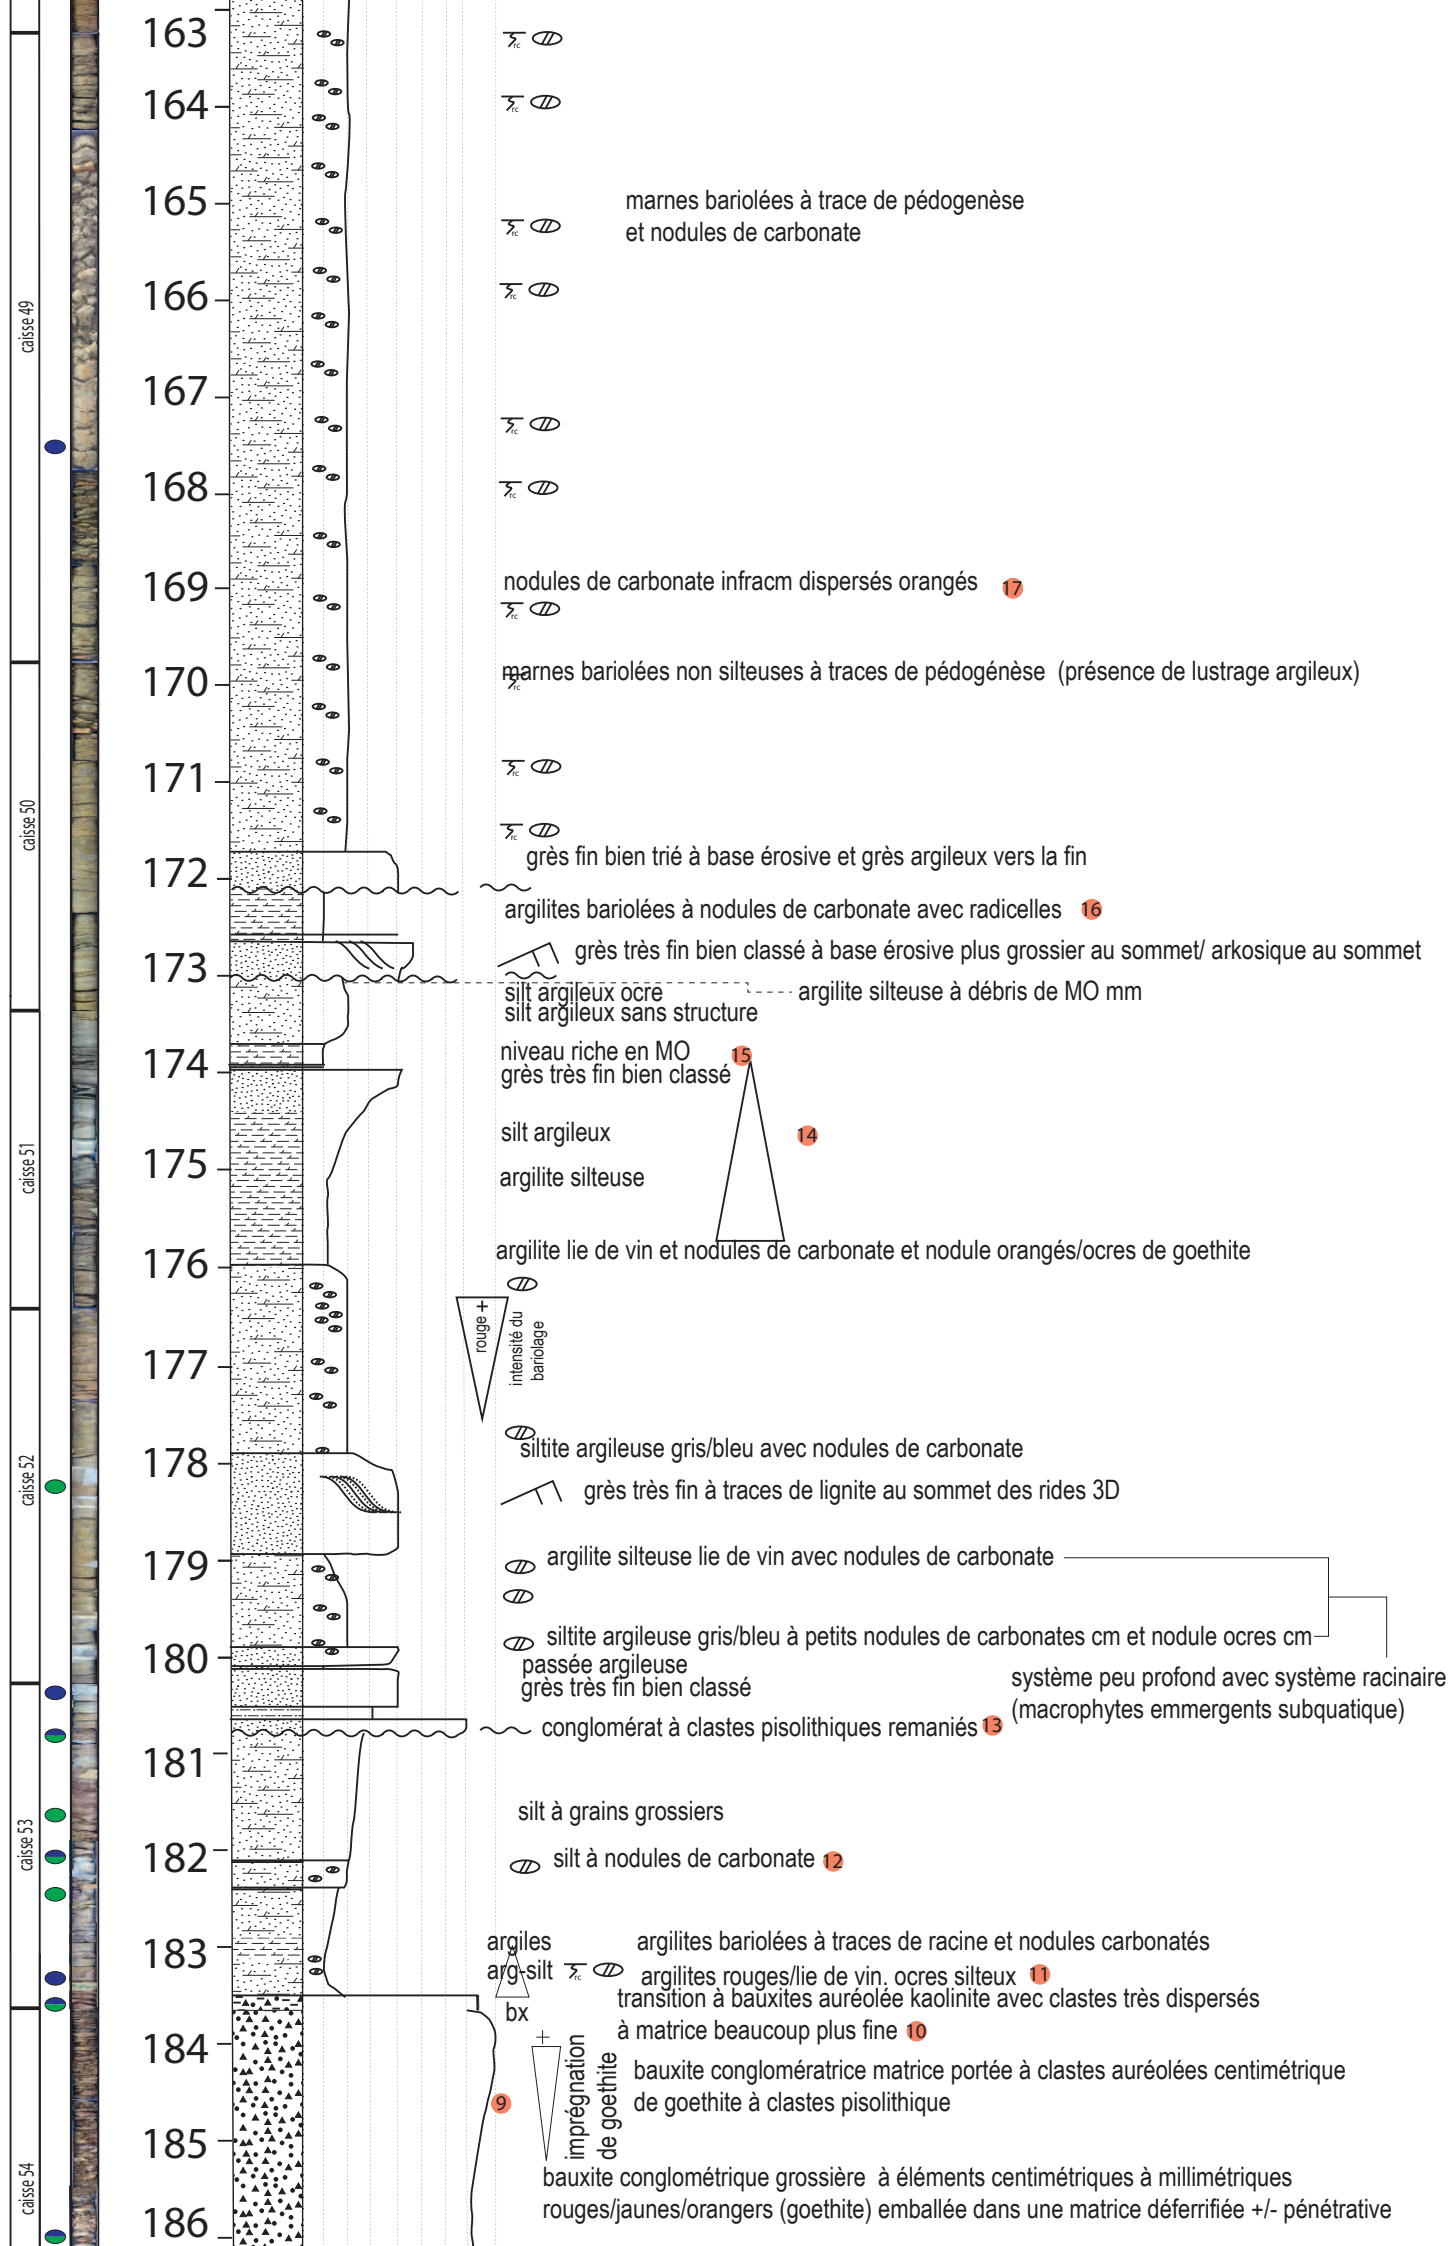 163
164
165
marnes bariolées à trace de pédogenèse
et nodules de carbonate
166
caisse 49
167
168
169
nodules de carbonate infracm dispersés orangés 17
170
marnes bariolées non silteuses à traces de pédogénèse (présence de lustrage argileux)
171
caisse 50
172
grès fin bien trié à base érosive et grès argileux vers la fin
argilites bariolées à nodules de carbonate avec radicelles 16
grès très fin bien classé à base érosive plus grossier au sommet/ arkosique au sommet
173
silt argileux ocre
argilite silteuse à débris de MO mm
silt argileux sans structure
174
niveau riche en MO 15
grès très fin bien classé
silt argileux 14
175
caisse 51
argilite silteuse
176
argilite lie de vin et nodules de carbonate et nodule orangés/ocres de goethite
rouge +
intensité du
bariolage
177
178
siltite argileuse gris/bleu avec nodules de carbonate
caisse 52
grès très fin à traces de lignite au sommet des rides 3D
179
argilite silteuse lie de vin avec nodules de carbonate
siltite argileuse gris/bleu à petits nodules de carbonates cm et nodule ocres cm
180
passée argileuse
grès très fin bien classé
système peu profond avec système racinaire
(macrophytes emmergents subquatique)
conglomérat à clastes pisolithiques remaniés 13
181
silt à grains grossiers
caisse 53
182
silt à nodules de carbonate 12
183
argiles
argilites bariolées à traces de racine et nodules carbonatés
arg-silt
rc
argilites rouges/lie de vin. ocres silteux 11
transition à bauxites auréolée kaolinite avec clastes très dispersés
à matrice beaucoup plus fine 10
bx
184
+
imprégnation
de goethite
bauxite conglomératrice matrice portée à clastes auréolées centimétrique
de goethite à clastes pisolithique
9
185
caisse 54
bauxite conglométrique grossière à éléments centimétriques à millimétriques
rouges/jaunes/orangers (goethite) emballée dans une matrice déferrifiée +/- pénétrative
186